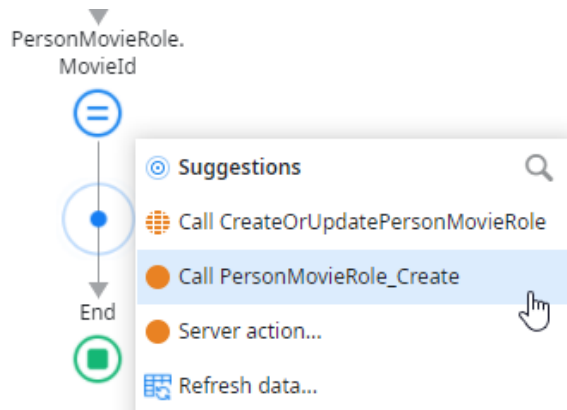 PersonMovieRole.
MovieId
Suggestions
Call CreateOrUpdatePersonMovieRole
Call PersonMovieRole_Create
End
Server action...
Refresh data...